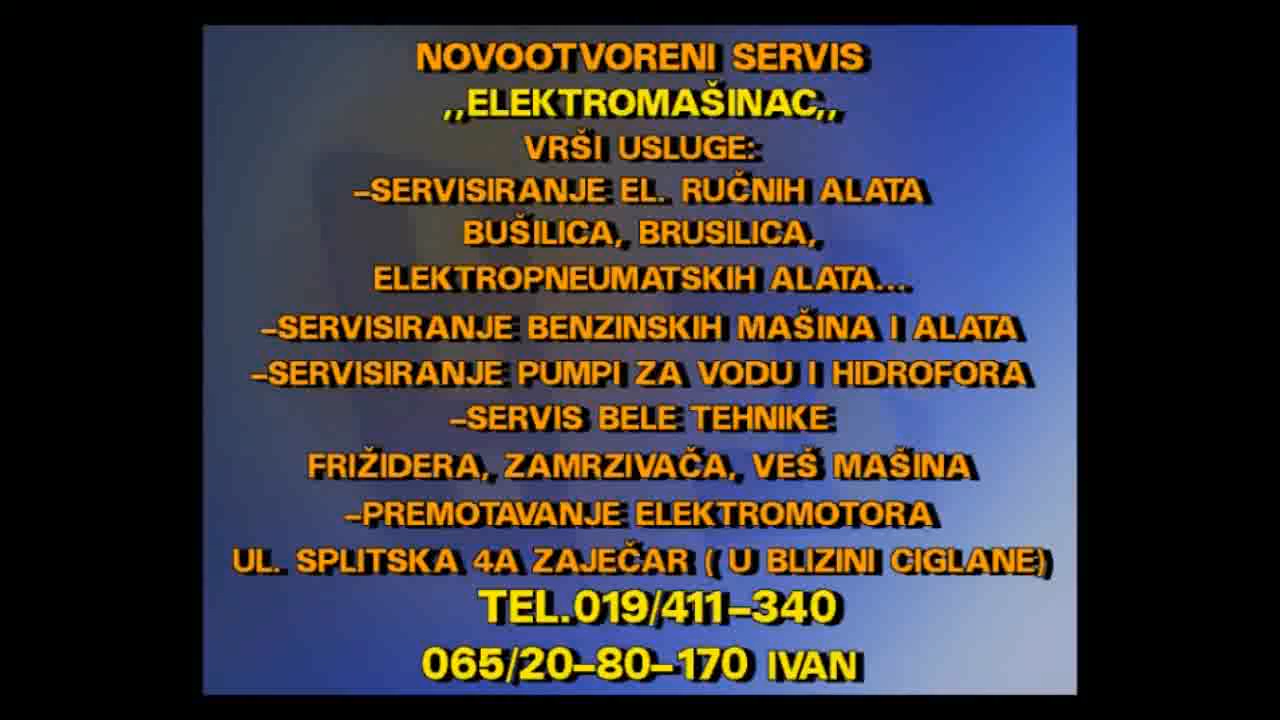 NOVOOTVORENI SERVIS
,,ELEKTROMAŠINAC,,
VRŠI USLUGE:
-SERVISIRANJE EL. RUČNIH ALATA
BUŠILICA, BRUSILICA,
ELEKTROPNEUMATSKIH ALATA...
-SERVISIRANJE BENZINSKIH MAŠINA I ALATA
-SERVISIRANJE PUMPI ZA VODU I HIDROFORA
-SERVIS BELE TEHNIKE
FRIŽIDERA, ZAMRZIVAČA, VEŠ MAŠINA
-PREMOTAVANJE ELEKTROMOTORA
UL. SPLITSKA 4A ZAJEČAR ( U BLIZINI CIGLANE)
TEL.019/411-340
065/20-80-170 IVAN